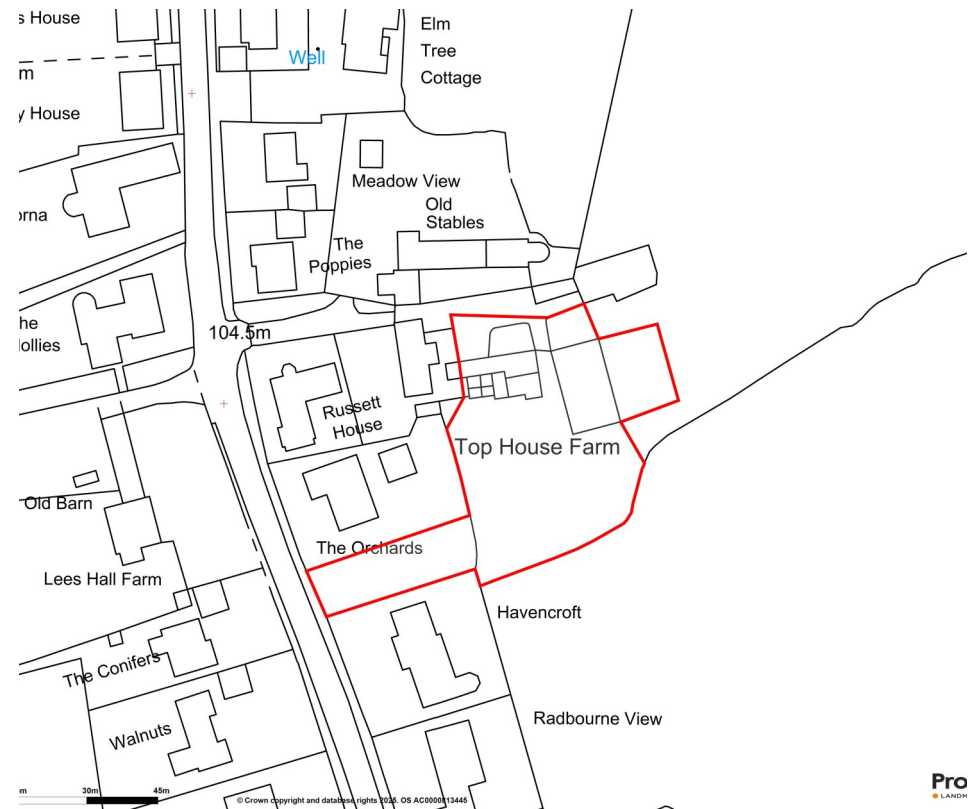 s House
Elm
Tree
Cottage
Well
m
y House
Meadow View
Old
Stables
orna
The
Poppies
he
ollies
104.5m
Russett
House
Top House Farm
Old Barn
The Orchards
Lees Hall Farm
Havencroft
The Conifers
Radbourne View
Walnuts
m
30m
45m
© Crown copyright and database rights 2025. OS AC0000813445
Pro
LANDM